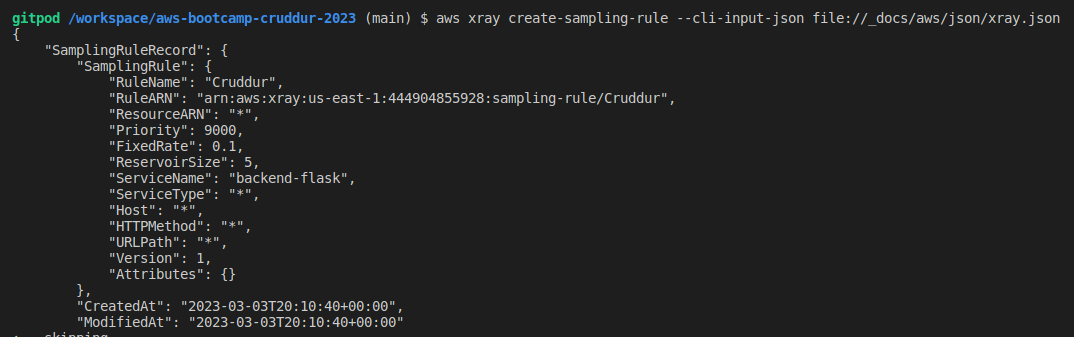 gitpod /workspace/aws-bootcamp-cruddur-2023 (main) $ aws xray create-sampling-rule --cli-input-json file://_docs/aws/json/xray.json
{
    "SamplingRuleRecord": {
        "SamplingRule": {
            "RuleName": "Cruddur",
            "RuleARN": "arn:aws:xray:us-east-1:444904855928:sampling-rule/Cruddur",
            "ResourceARN": "*",
            "Priority": 9000,
            "FixedRate": 0.1,
            "ReservoirSize": 5,
            "ServiceName": "backend-flask",
            "ServiceType": "*",
            "Host": "*",
            "HTTPMethod": "*",
            "URLPath": "*",
            "Version": 1,
            "Attributes": {}
        },
        "CreatedAt": "2023-03-03T20:10:40+00:00",
        "ModifiedAt": "2023-03-03T20:10:40+00:00"
skipping